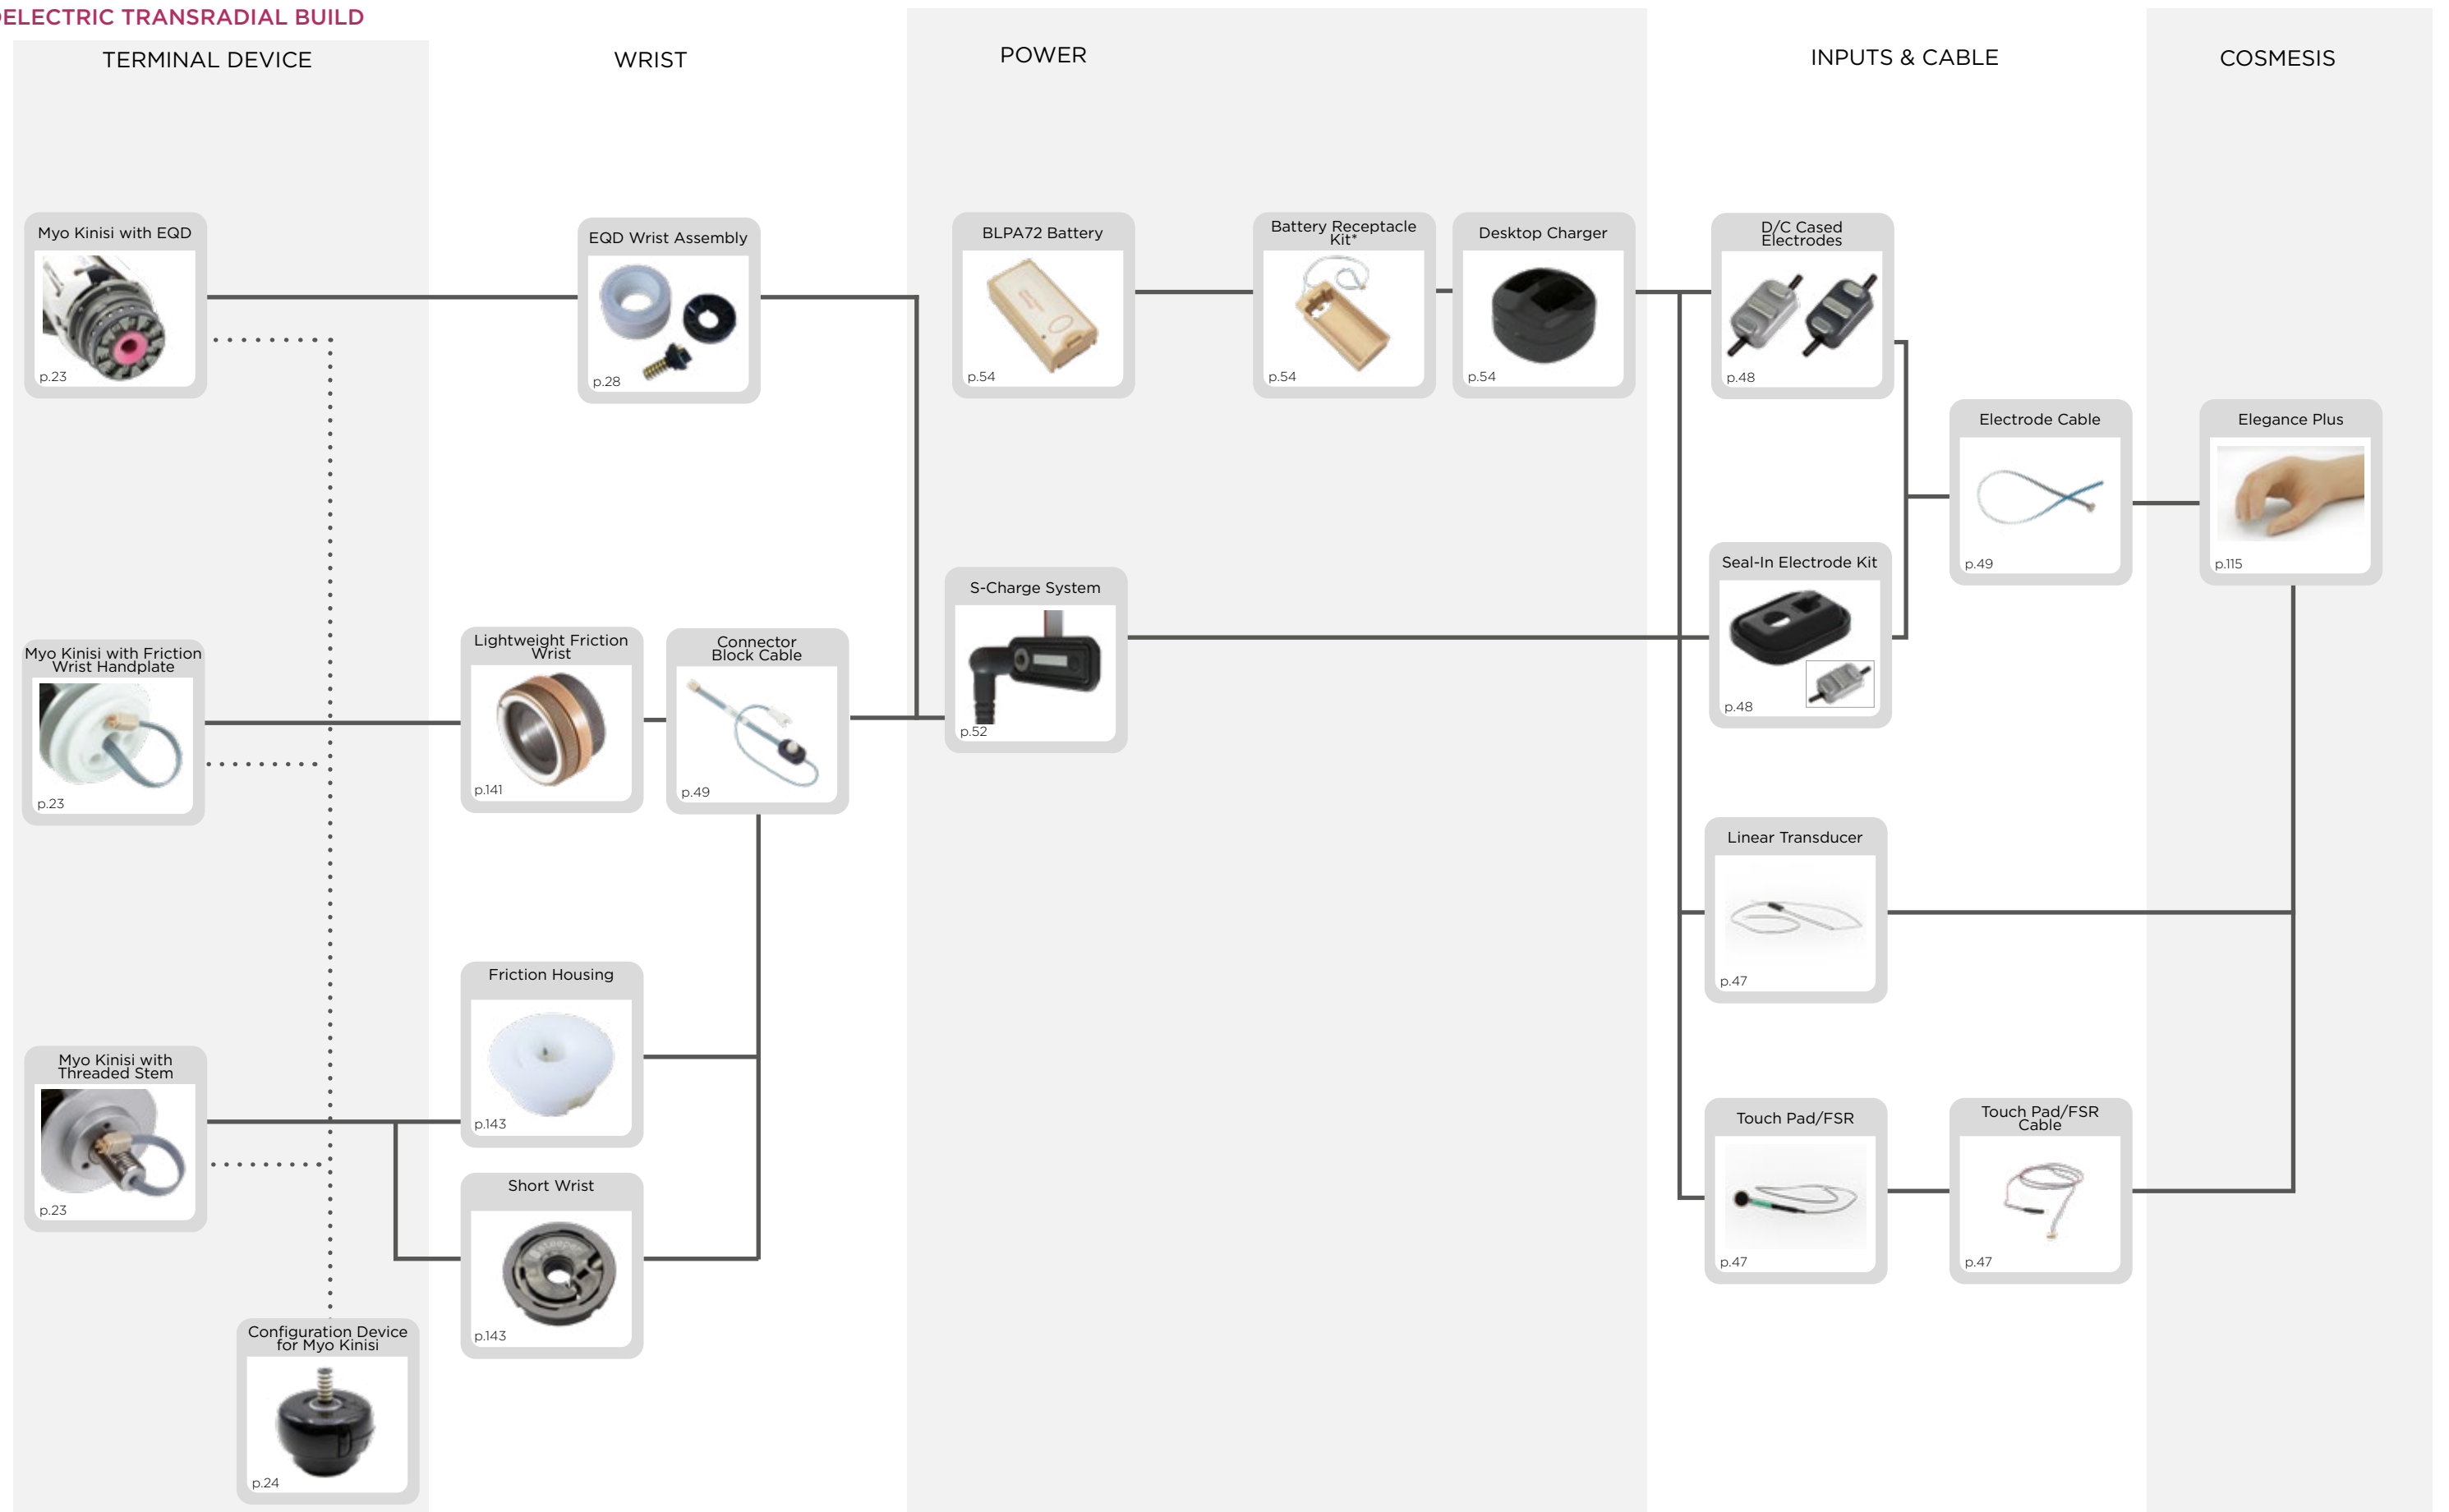 OELECTRIC TRANSRADIAL BUILD
TERMINAL DEVICE
WRIST
POWER
INPUTS & CABLE
COSMESIS
Myo Kinisi with EQD
p.23
EQD Wrist Assembly
p.28
BLPA72 Battery
p.54
Battery Receptacle
Kit*
p.54
Desktop Charger
p.54
D/C Cased
Electrodes
p.48
Electrode Cable
p.49
Elegance Plus
p.115
Seal-In Electrode Kit
p.48
S-Charge System
p.52
Myo Kinisi with Friction
Wrist Handplate
p.23
Lightweight Friction
Wrist
p.141
Connector
Block Cable
p.49
Linear Transducer
p.47
Friction Housing
p.143
Myo Kinisi with
Threaded Stem
p.23
Short Wrist
steeper
p.143
Touch Pad/FSR
p.47
Touch Pad/FSR
Cable
p.47
Configuration Device
for Myo Kinisi
p.24